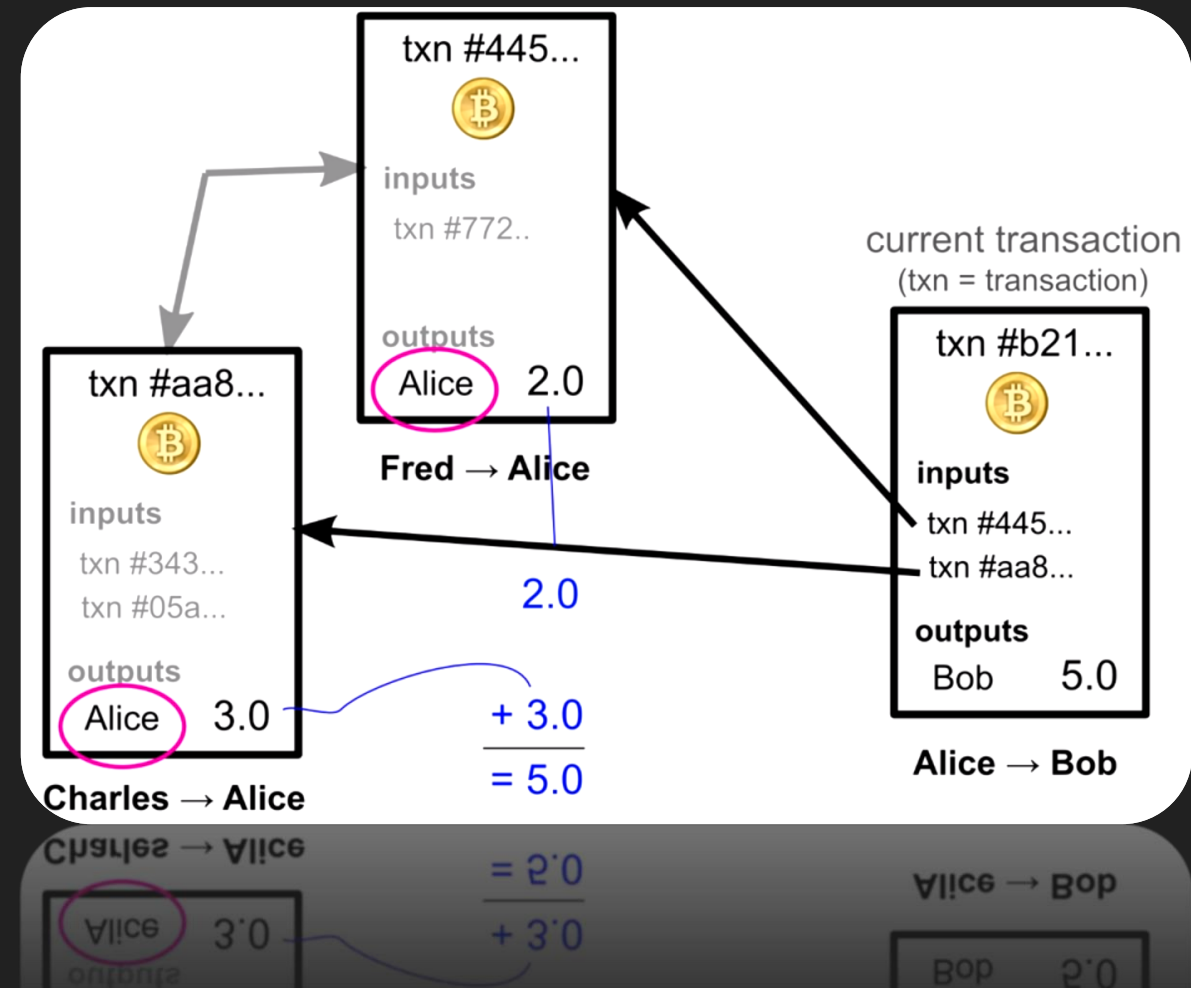 txn #445...
inputs
txn #772..
outputs
Alice 2.0
Fred → Alice
current transaction
(txn = transaction)
txn #b21...
inputs
txn #445...
txn #aa8...
outputs
Bob 5.0
Alice → Bob
txn #aa8...
inputs
txn #343...
txn #05a...
outputs
Alice 3.0
Charles → Alice
2.0
+ 3.0
= 5.0